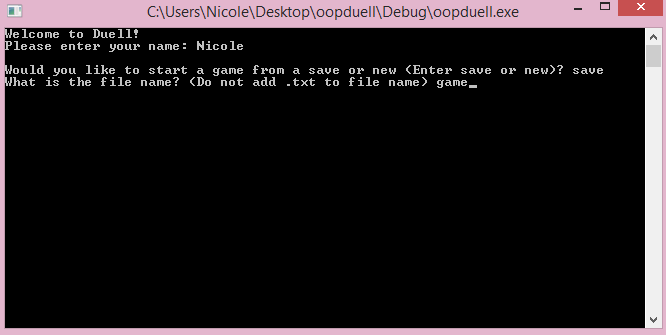 C:\Users\Nicole\Desktop\oopduell\Debug\oopduell.exe
Welcome to Duell!
Please enter your name: Nicole
Would you like to start a game from a save or new (Enter save or new)? save
What is the file name? (Do not add .txt to file name) game_